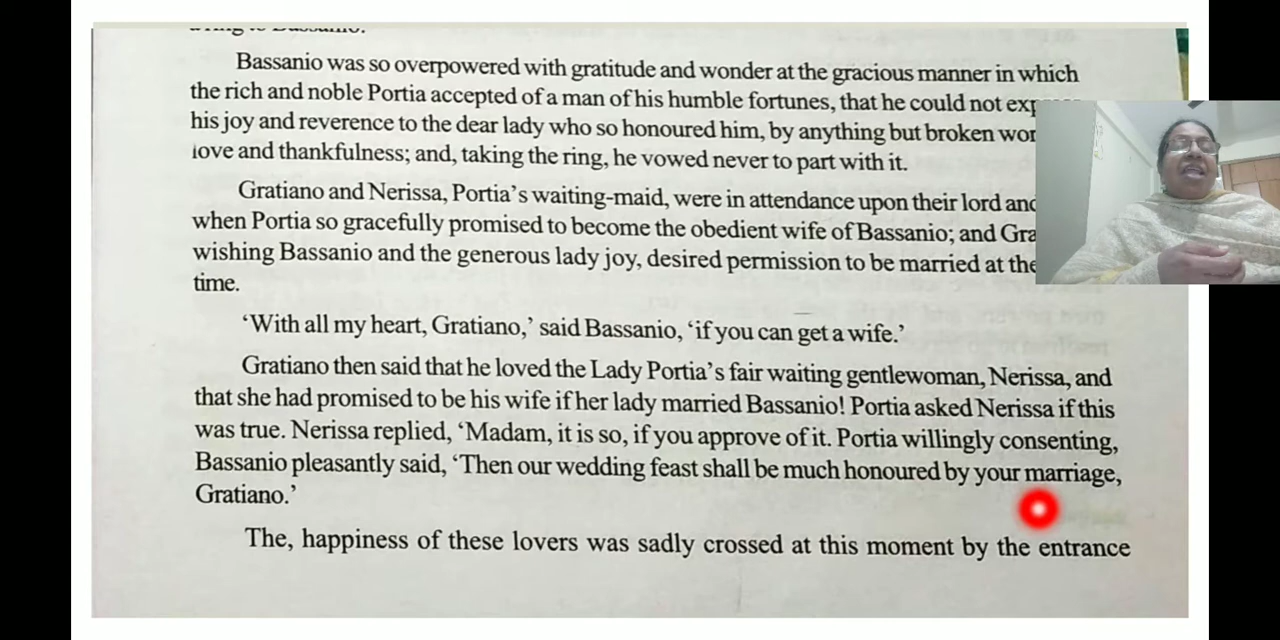 Bassanio was so overpowered with gratitude and wonder at the gracious manner in which
the rich and noble Portia accepted of a man of his humble fortunes, that he could not
his joy and reverence to the dear lady who so honoured him, by anything but broken
love and thankfulness; and, taking the ring, he vowed never to part with it.
Gratiano and Nerissa, Portia's waiting-maid, were in attendance upon their lord
when Portia so gracefully promised to become the obedient wife of Bassanio; and
wishing Bassanio and the generous lady joy, desired permission to be married at the
time.
‘With all my heart, Gratiano,’ said Bassanio, ‘if you can get a wife.’
Gratiano then said that he loved the Lady Portia's fair waiting gentlewoman, Nerissa, and
that she had promised to be his wife if her lady married Bassanio! Portia asked Nerissa if this
was true. Nerissa replied, ‘Madam, it is so, if you approve of it. Portia willingly consenting,
Bassanio pleasantly said, ‘Then our wedding feast shall be much honoured by your marriage,
Gratiano.’
The, happiness of these lovers was sadly crossed at this moment by the entrance